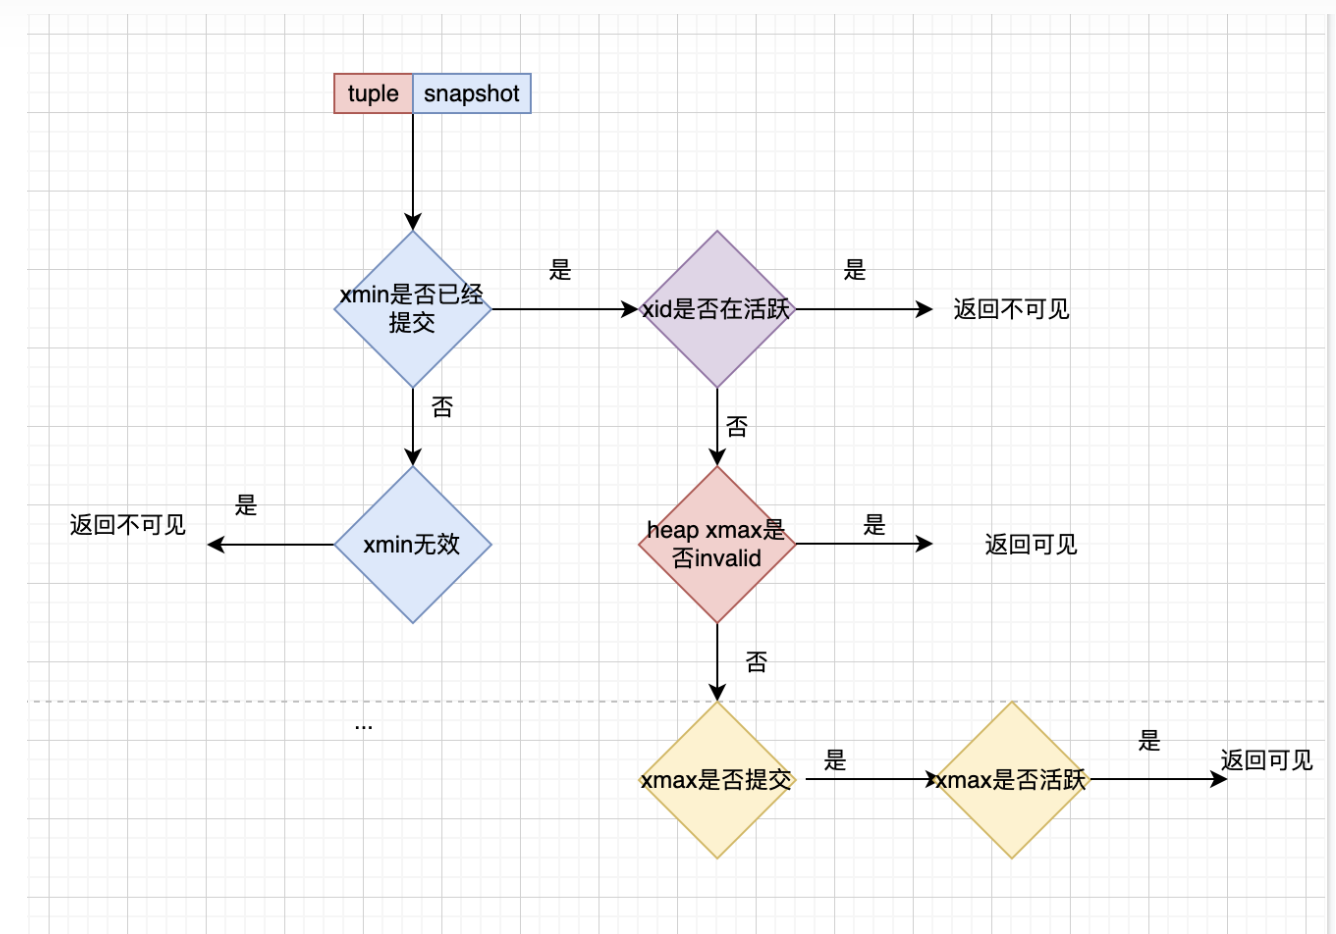 tuple
snapshot
xmin是否已经
提交
是
xid是否在活跃
是
返回不可见
否
否
返回不可见
是
xmin无效
heap xmax是
否invalid
是
返回可见
否
...
xmax是否提交
是
xmax是否活跃
是
返回可见